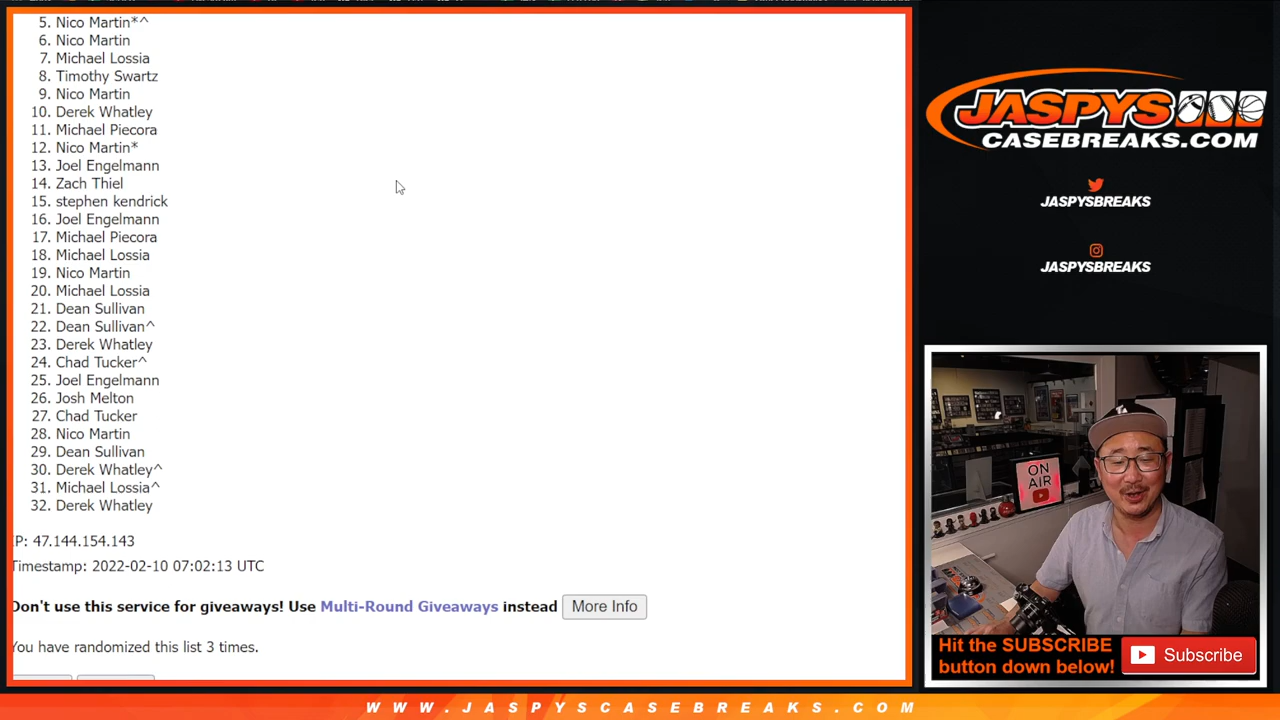 5. Nico Martin*^
6. Nico Martin
7. Michael Lossia
8. Timothy Swartz
9. Nico Martin
10. Derek Whatley
11. Michael Piecora
12. Nico Martin*
13. Joel Engelmann
14. Zach Thiel
15. stephen kendrick
16. Joel Engelmann
17. Michael Piecora
18. Michael Lossia
19. Nico Martin
20. Michael Lossia
21. Dean Sullivan
22. Dean Sullivan^
23. Derek Whatley
24. Chad Tucker^
25. Joel Engelmann
26. Josh Melton
27. Chad Tucker
28. Nico Martin
29. Dean Sullivan
30. Derek Whatley^
31. Michael Lossia^
32. Derek Whatley
IP: 47.144.154.143
Timestamp: 2022-02-10 07:02:13 UTC
Don't use this service for giveaways! Use Multi-Round Giveaways instead More Info
You have randomized this list 3 times.
JASPYS
CASEBREAKS.COM
JASPYSBREAKS
JASPYSBREAKS
ON
AIR
Hit the SUBSCRIBE
button down below!
Subscribe
WWW.JASPYSCASEBREAKS.COM